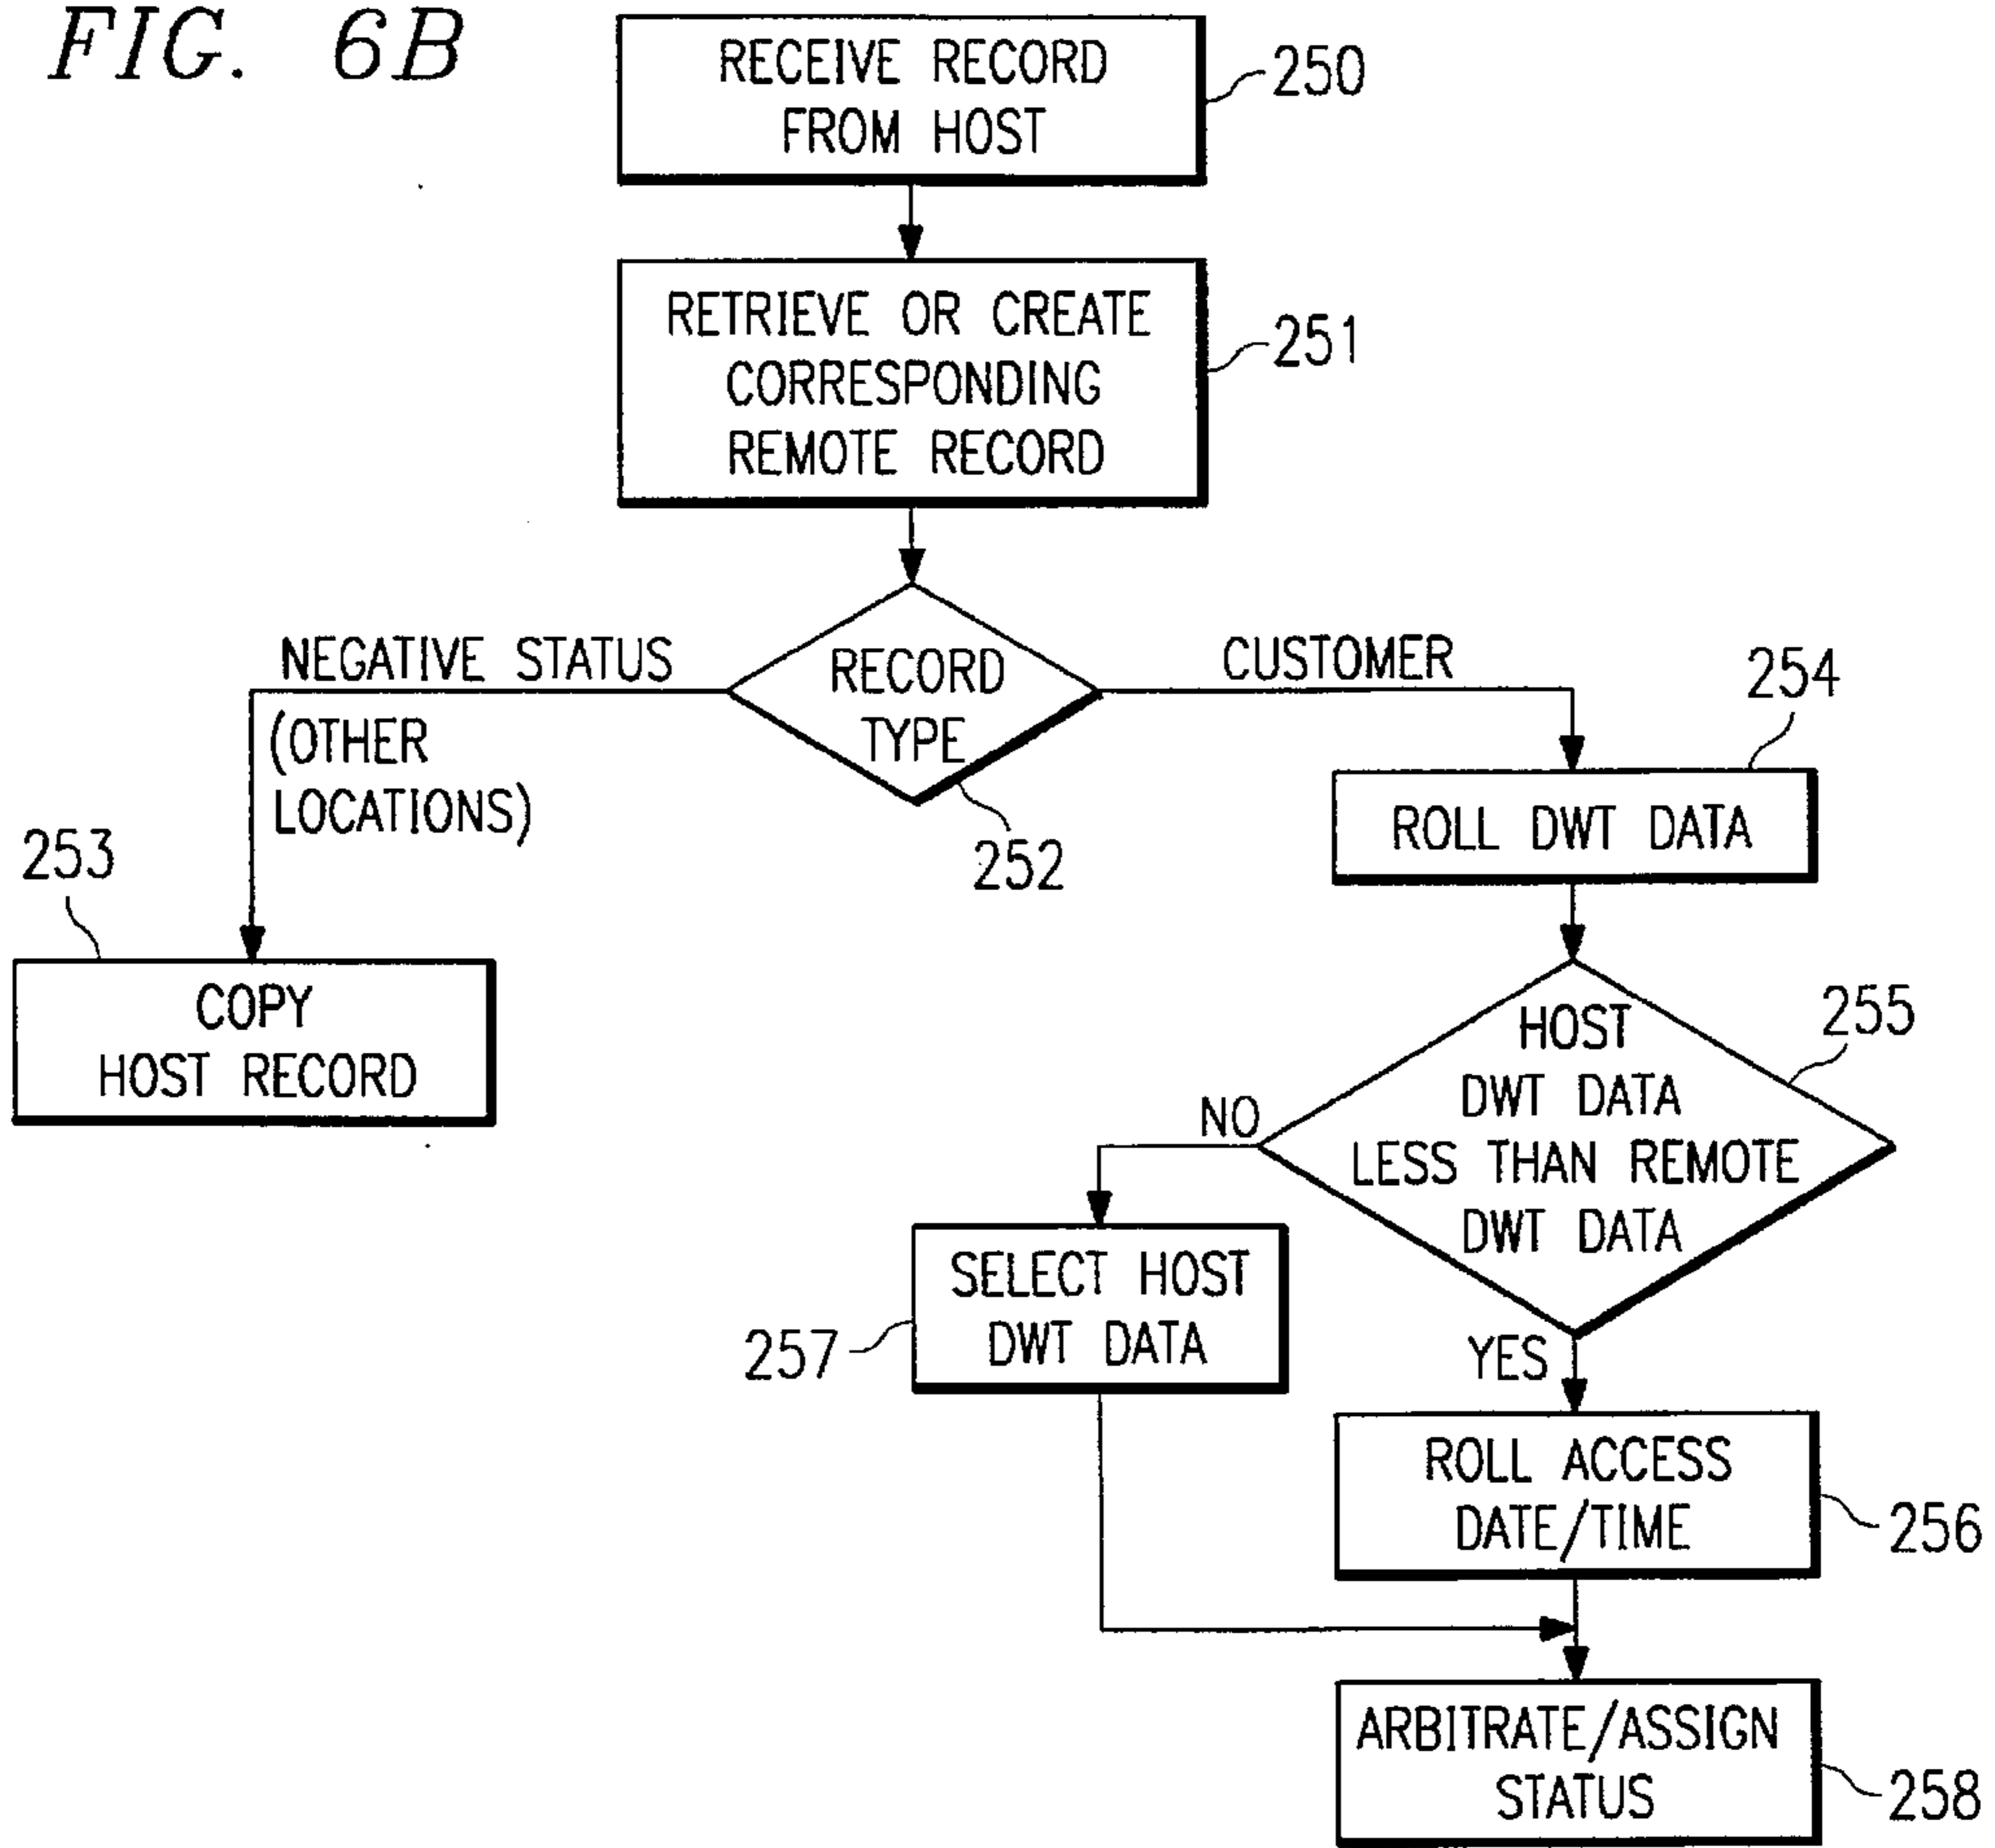 FIG. 6B
RECEIVE RECORD
FROM HOST
250
RETRIEVE OR CREATE
CORRESPONDING
REMOTE RECORD
251
NEGATIVE STATUS
(OTHER
LOCATIONS)
RECORD
TYPE
252
CUSTOMER
253
COPY
HOST RECORD
254
ROLL DWT DATA
HOST
DWT DATA
LESS THAN REMOTE
DWT DATA
255
NO
YES
SELECT HOST
DWT DATA
257
ROLL ACCESS
DATE/TIME
256
ARBITRATE/ASSIGN
STATUS
258